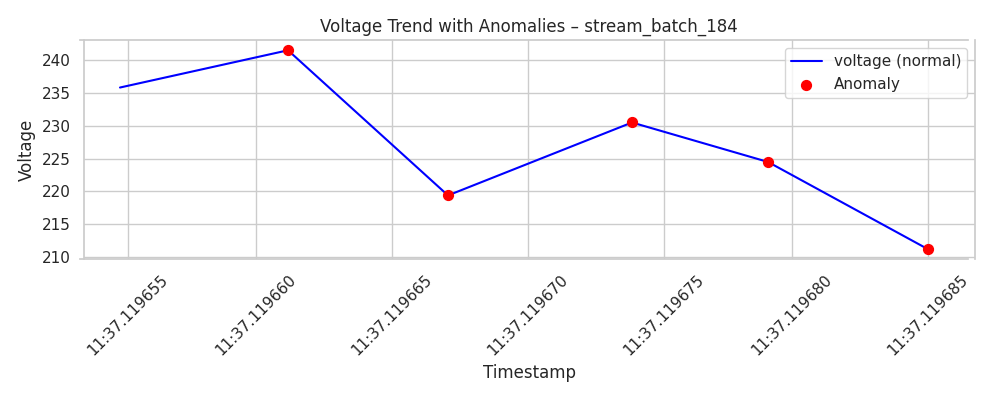 Voltage Trend with Anomalies – stream_batch_184
voltage (normal)
Anomaly
Voltage
240
235
230
225
220
215
210
11:37.119655
11:37.119660
11:37.119665
11:37.119670
11:37.119675
11:37.119680
11:37.119685
Timestamp